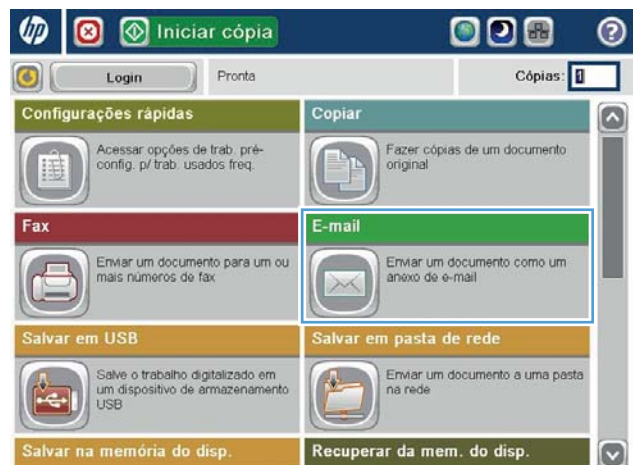 hp
Iniciar cópia
?
Login
Pronta
Cópias: 1
Configurações rápidas
Acessar opções de trab. pré-
config. p/ trab. usados freq.
Copiar
Fazer cópias de um documento
original
Fax
Enviar um documento para um ou
mais números de fax
E-mail
Enviar um documento como um
anexo de e-mail
Salvar em USB
Salve o trabalho digitalizado em
um dispositivo de armazenamento
USB
Salvar em pasta de rede
Enviar um documento a uma pasta
na rede
Salvar na memória do disp.
Recuperar da mem. do disp.